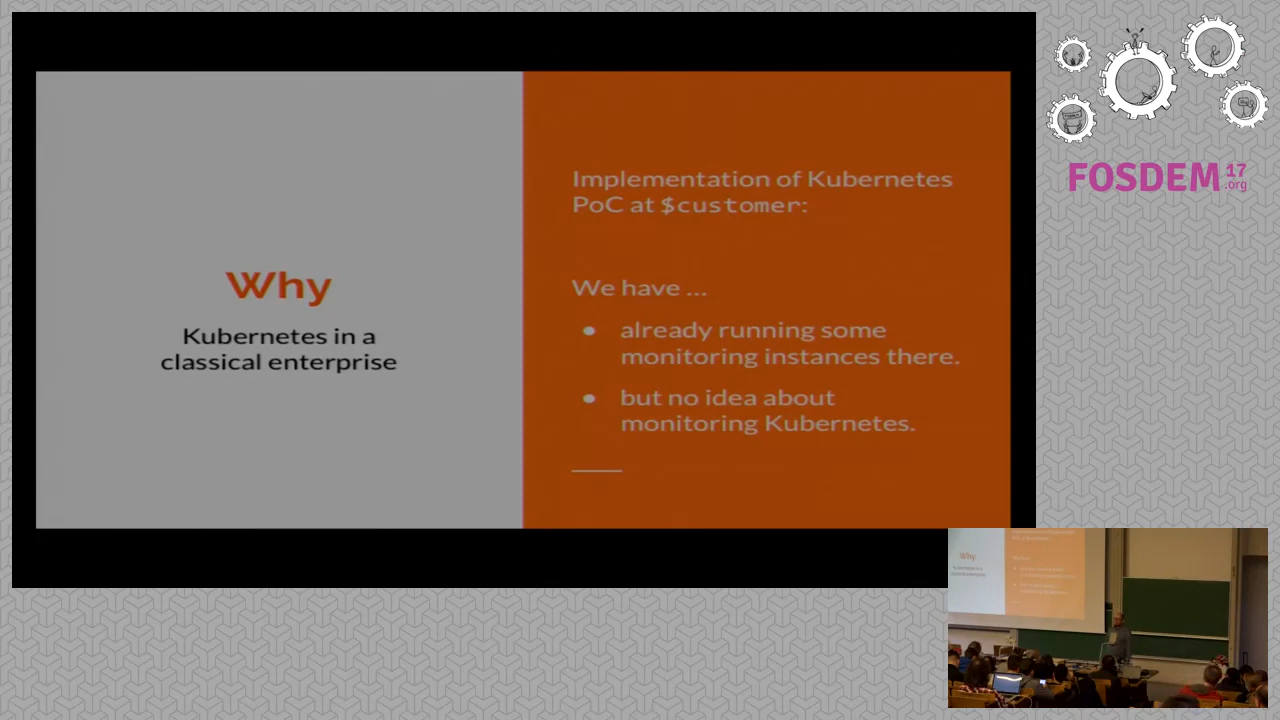 Why
Kubernetes in a
classical enterprise
Implementation of Kubernetes
PoC at $customer:
We have ...
● already running some
monitoring instances there.
● but no idea about
monitoring Kubernetes.
FOSDEM 17
.org
Why